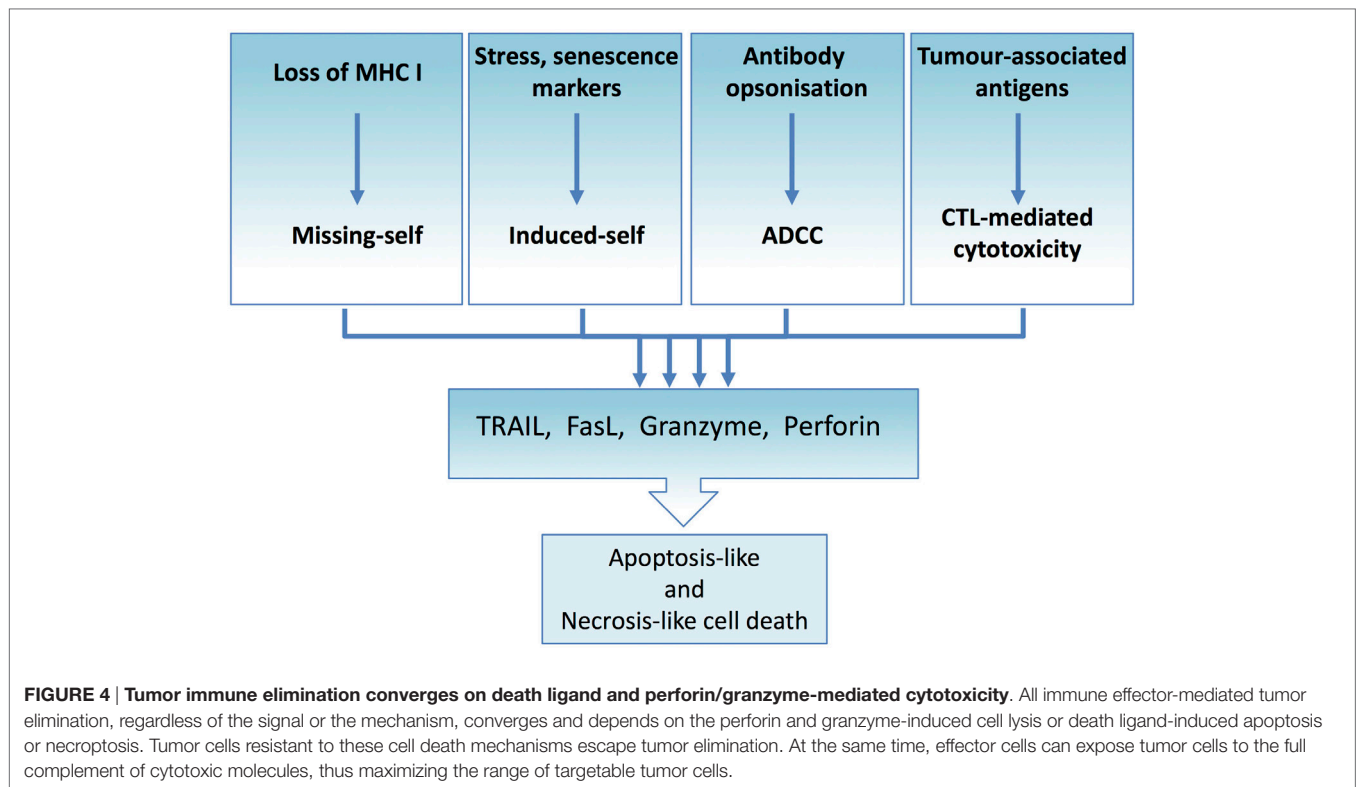 Loss of MHC I
Missing-self
Stress, senescence
markers
Induced-self
Antibody
opsonisation
ADCC
Tumour-associated
antigens
CTL-mediated
cytotoxicity
TRAIL, FasL, Granzyme, Perforin
Apoptosis-like
and
Necrosis-like cell death
FIGURE 4 | Tumor immune elimination converges on death ligand and perforin/granzyme-mediated cytotoxicity. All immune effector-mediated tumor
elimination, regardless of the signal or the mechanism, converges and depends on the perforin and granzyme-induced cell lysis or death ligand-induced apoptosis
or necroptosis. Tumor cells resistant to these cell death mechanisms escape tumor elimination. At the same time, effector cells can expose tumor cells to the full
complement of cytotoxic molecules, thus maximizing the range of targetable tumor cells.